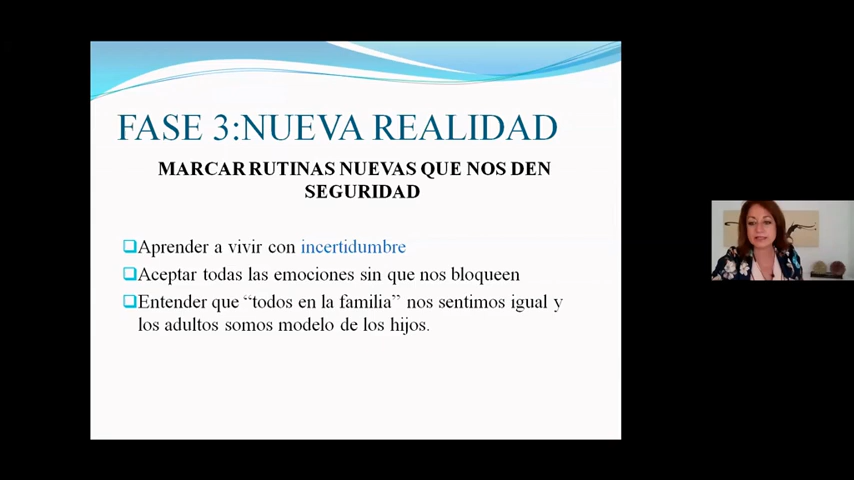 FASE 3:NUEVA REALIDAD
MARCAR RUTINAS NUEVAS QUE NOS DEN
SEGURIDAD
❑Aprender a vivir con incertidumbre
❑Aceptar todas las emociones sin que nos bloqueen
❑Entender que “todos en la familia” nos sentimos igual y
los adultos somos modelo de los hijos.